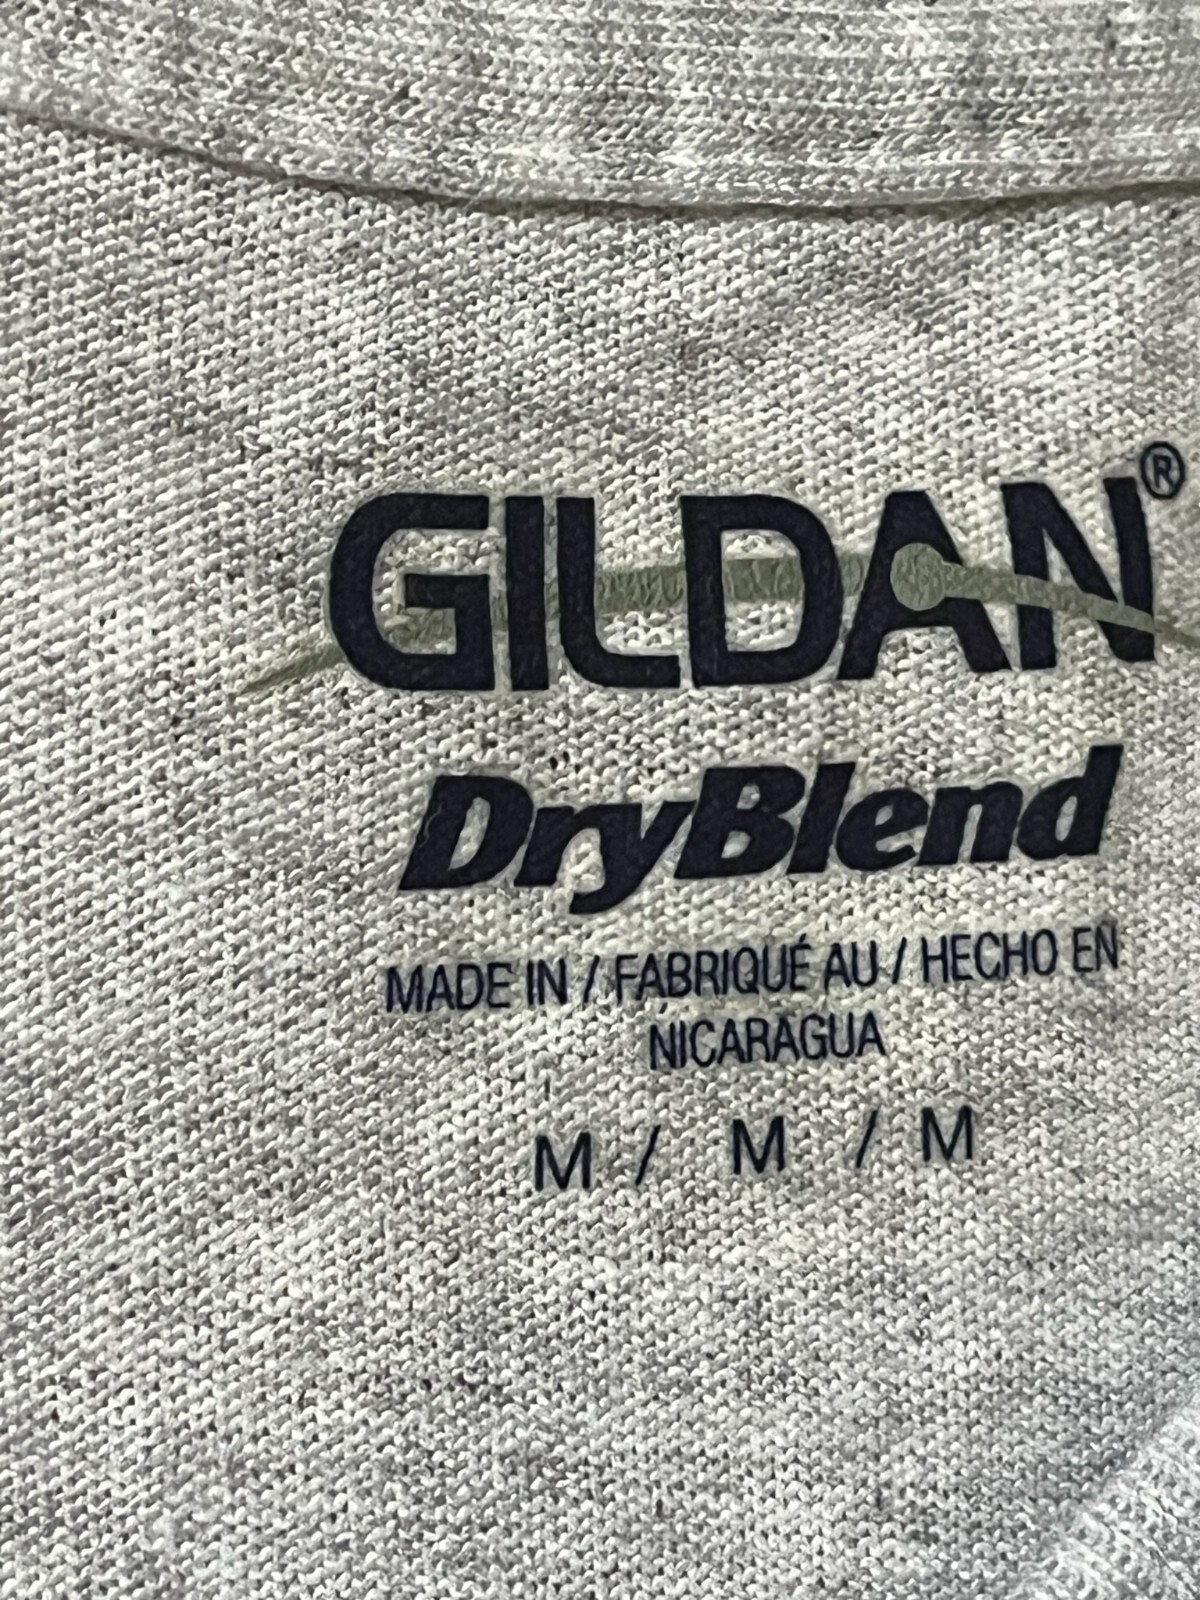 GILDAN®
DryBlend
MADE IN / FABRIQUÉ AU / HECHO EN
NICARAGUA
M / M / M